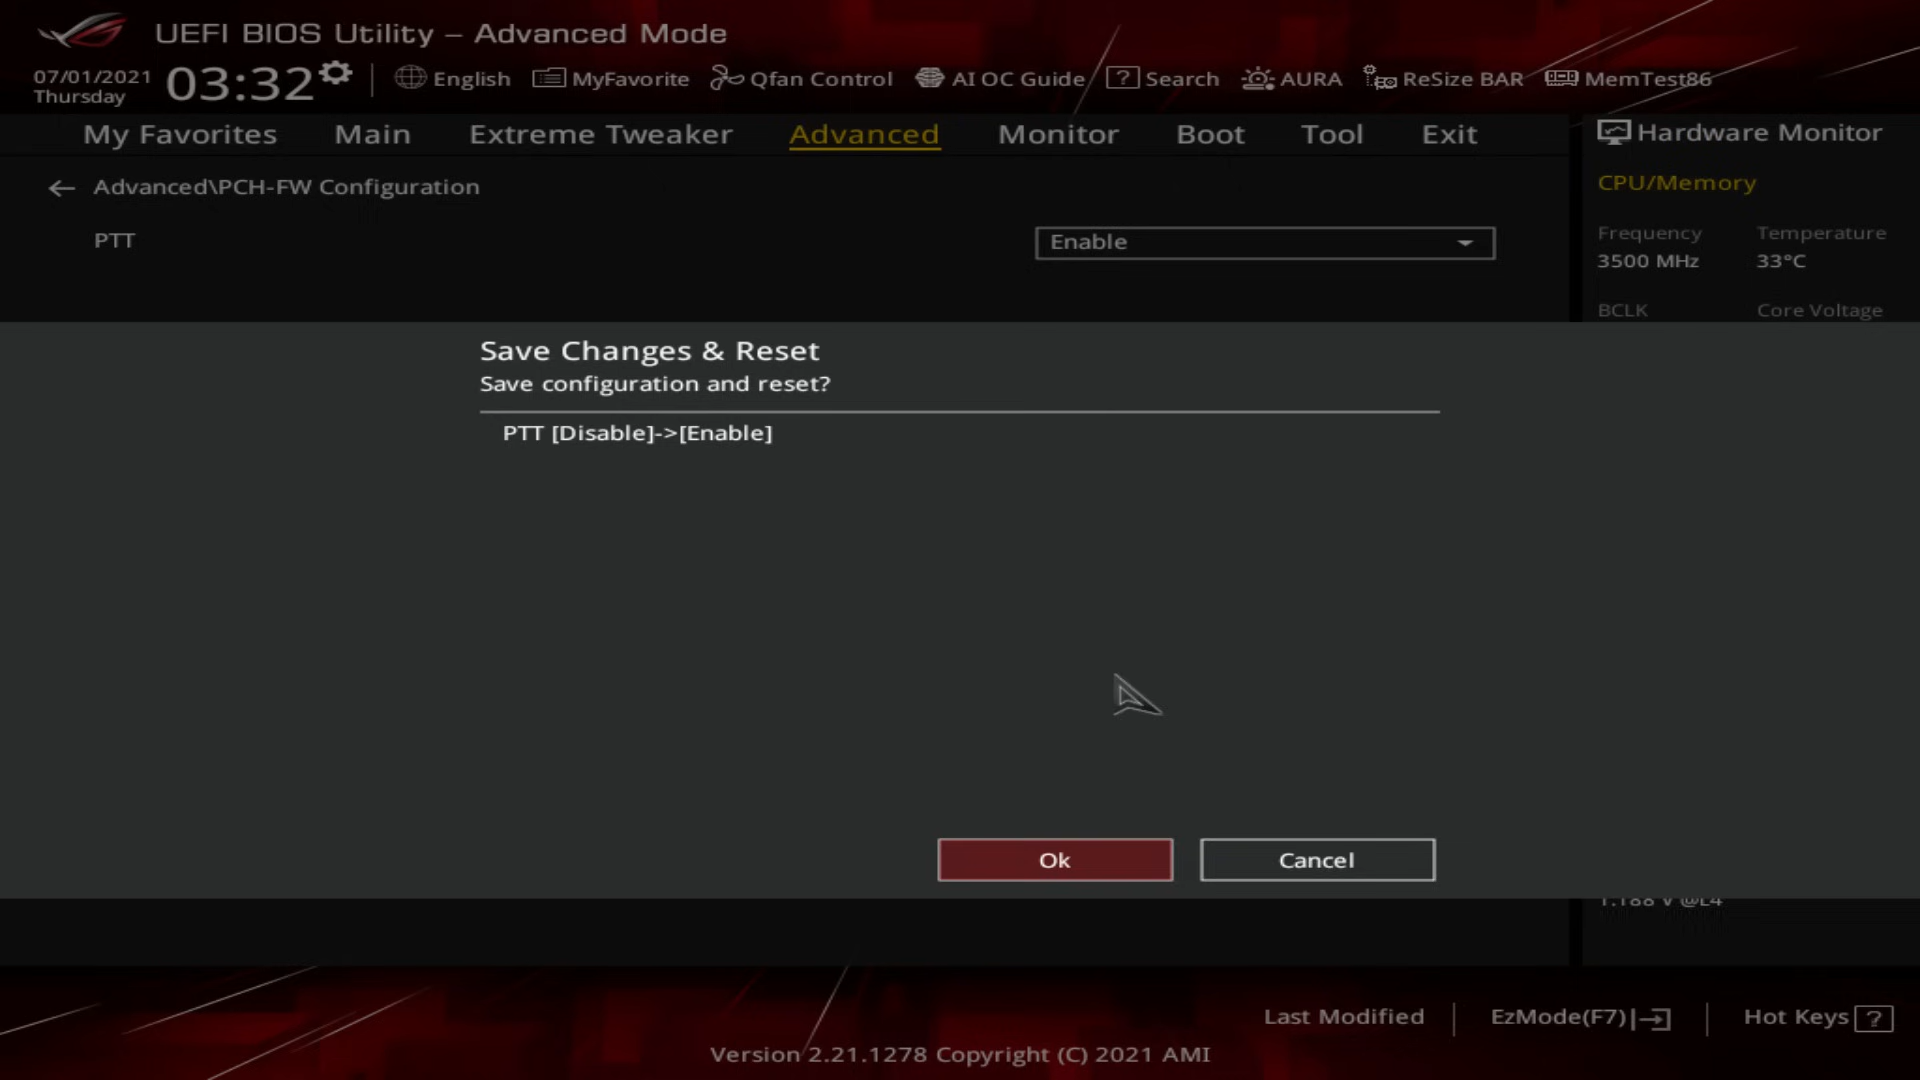 UEFI BIOS Utility – Advanced Mode
07/01/2021
Thursday
03:32
English
MyFavorite
Qfan Control
AI OC Guide
? Search
AURA
ReSize BAR
MemTest86
My Favorites
Main
Extreme Tweaker
Advanced
Monitor
Boot
Tool
Exit
Hardware Monitor
Advanced\PCH-FW Configuration
CPU/Memory
PTT
Enable
Frequency
Temperature
3500 MHz
33°C
BCLK
Core Voltage
Save Changes & Reset
Save configuration and reset?
PTT [Disable]->[Enable]
Ok
Cancel
1.188 V @L4
Last Modified
EzMode(F7)
Hot Keys ?
Version 2.21.1278 Copyright (C) 2021 AMI